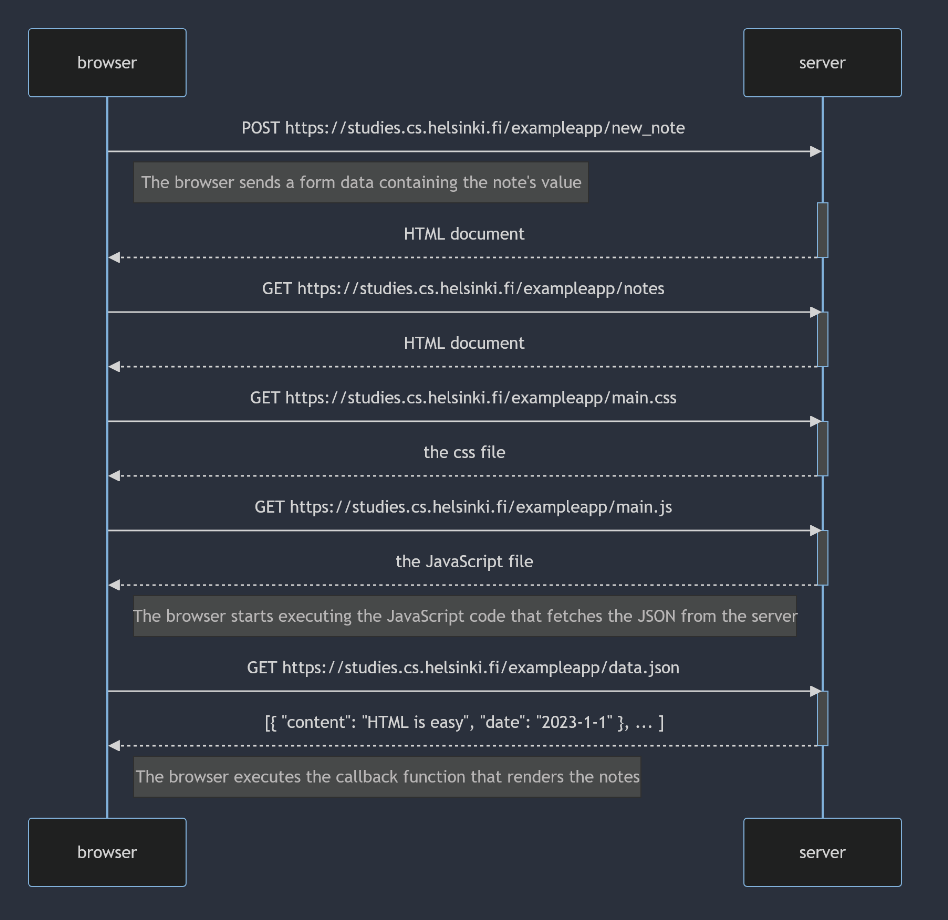 browser
server
POST https://studies.cs.helsinki.fi/exampleapp/new_note
The browser sends a form data containing the note's value
HTML document
GET https://studies.cs.helsinki.fi/exampleapp/notes
HTML document
GET https://studies.cs.helsinki.fi/exampleapp/main.css
the css file
GET https://studies.cs.helsinki.fi/exampleapp/main.js
the JavaScript file
The browser starts executing the JavaScript code that fetches the JSON from the server
GET https://studies.cs.helsinki.fi/exampleapp/data.json
[{ "content": "HTML is easy", "date": "2023-1-1" }, ... ]
The browser executes the callback function that renders the notes
browser
server